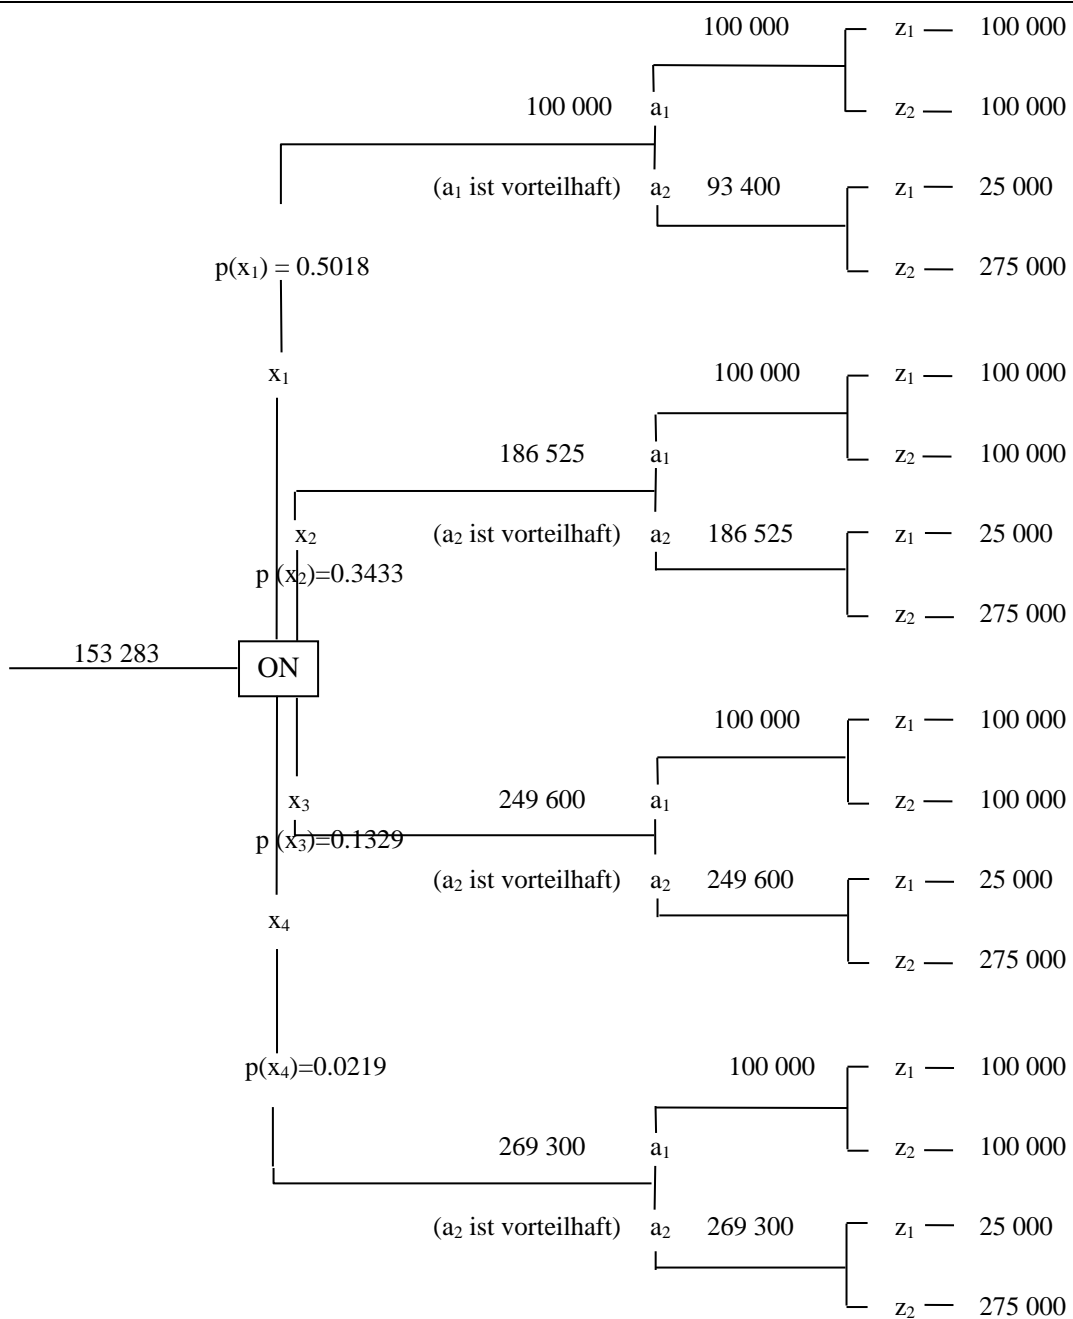 100 000 z₁ 100 000
100 000 a₁ z₂ 100 000
(a₁ ist vorteilhaft) a₂ 93 400 z₁ 25 000
p(x₁) = 0.5018 z₂ 275 000
x₁ 100 000 z₁ 100 000
186 525 a₁ z₂ 100 000
x₂ (a₂ ist vorteilhaft) a₂ 186 525 z₁ 25 000
p (x₂)=0.3433
z₂ 275 000
153 283 ON
100 000 z₁ 100 000
x₃ 249 600 a₁ z₂ 100 000
p (x₃)=0.1329
(a₂ ist vorteilhaft) a₂ 249 600 z₁ 25 000
x₄
z₂ 275 000
p(x₄)=0.0219 100 000 z₁ 100 000
269 300 a₁ z₂ 100 000
(a₂ ist vorteilhaft) a₂ 269 300 z₁ 25 000
z₂ 275 000